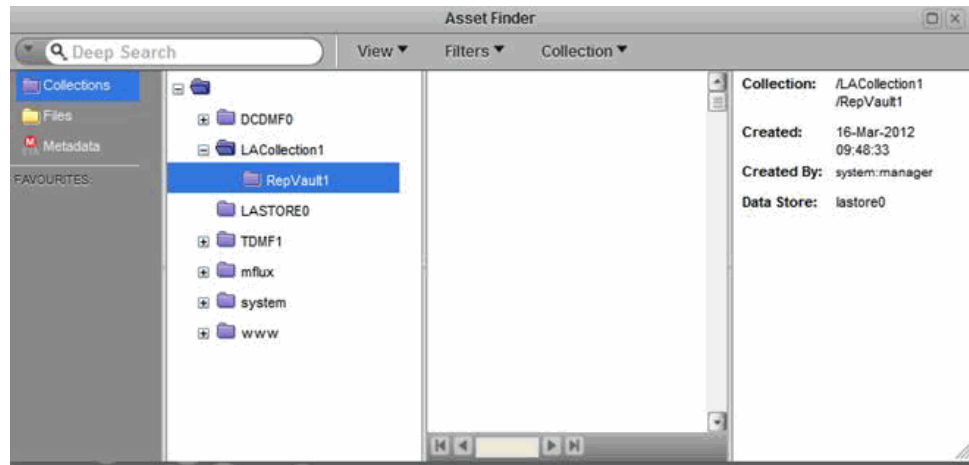 Asset Finder
Deep Search
View
Filters
Collection
Collections
Files
Metadata
FAVOURITES:
DCDMF0
LACollection1
RepVault1
LASTORE0
TDMF1
mflux
system
www
Collection: /LACollection1
/RepVault1
Created: 16-Mar-2012
09:48:33
Created By: system:manager
Data Store: lastore0